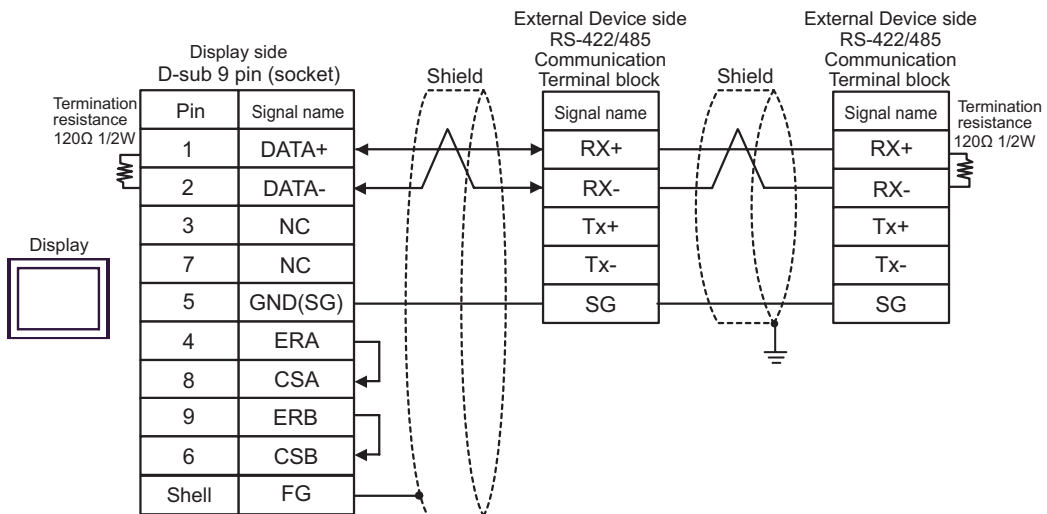 Display side
D-sub 9 pin (socket)
Termination
resistance
120Ω 1/2W
Pin Signal name
1 DATA+
2 DATA-
3 NC
7 NC
5 GND(SG)
4 ERA
8 CSA
9 ERB
6 CSB
Shell FG
Display
Shield
External Device side
RS-422/485
Communication
Terminal block
Signal name
RX+
RX-
Tx+
Tx-
SG
Shield
External Device side
RS-422/485
Communication
Terminal block
Signal name
RX+
RX-
Tx+
Tx-
SG
Termination
resistance
120Ω 1/2W